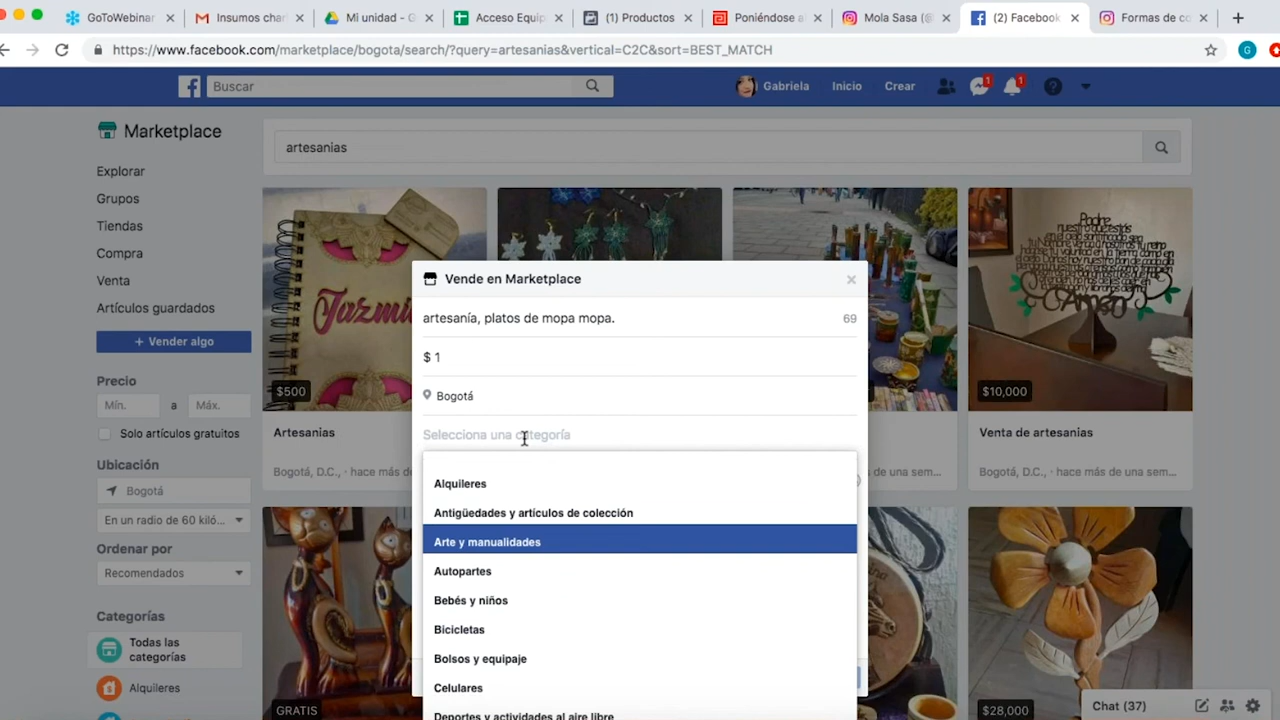 GoToWebinar
Insumos char
Mi unidad - G
Acceso Equip
(1) Productos
Poniéndose a
Mola Sasa (@
(2) Facebook
Formas de co
https://www.facebook.com/marketplace/bogota/search/?query=artesanias&vertical=C2C&sort=BEST_MATCH
G
Buscar
Gabriela
Inicio
Crear
1
1
Marketplace
artesanias
Explorar
Grupos
Tiendas
Compra
Venta
Artículos guardados
+ Vender algo
Precio
Mín.
a
Máx.
Solo artículos gratuitos
Ubicación
Bogotá
En un radio de 60 kiló...
Ordenar por
Recomendados
Categorías
Todas las
categorías
Alquileres
$500
Artesanias
Bogotá, D.C., · hace más de
$10,000
Venta de artesanias
Bogotá, D.C., · hace más de una sem...
de una sem...
GRATIS
$28,000
Vende en Marketplace
artesanía, platos de mopa mopa.
69
$ 1
Bogotá
Selecciona una categoría
Alquileres
Antigüedades y artículos de colección
Arte y manualidades
Autopartes
Bebés y niños
Bicicletas
Bolsos y equipaje
Celulares
Deportes y actividades al aire libre
Chat (37)